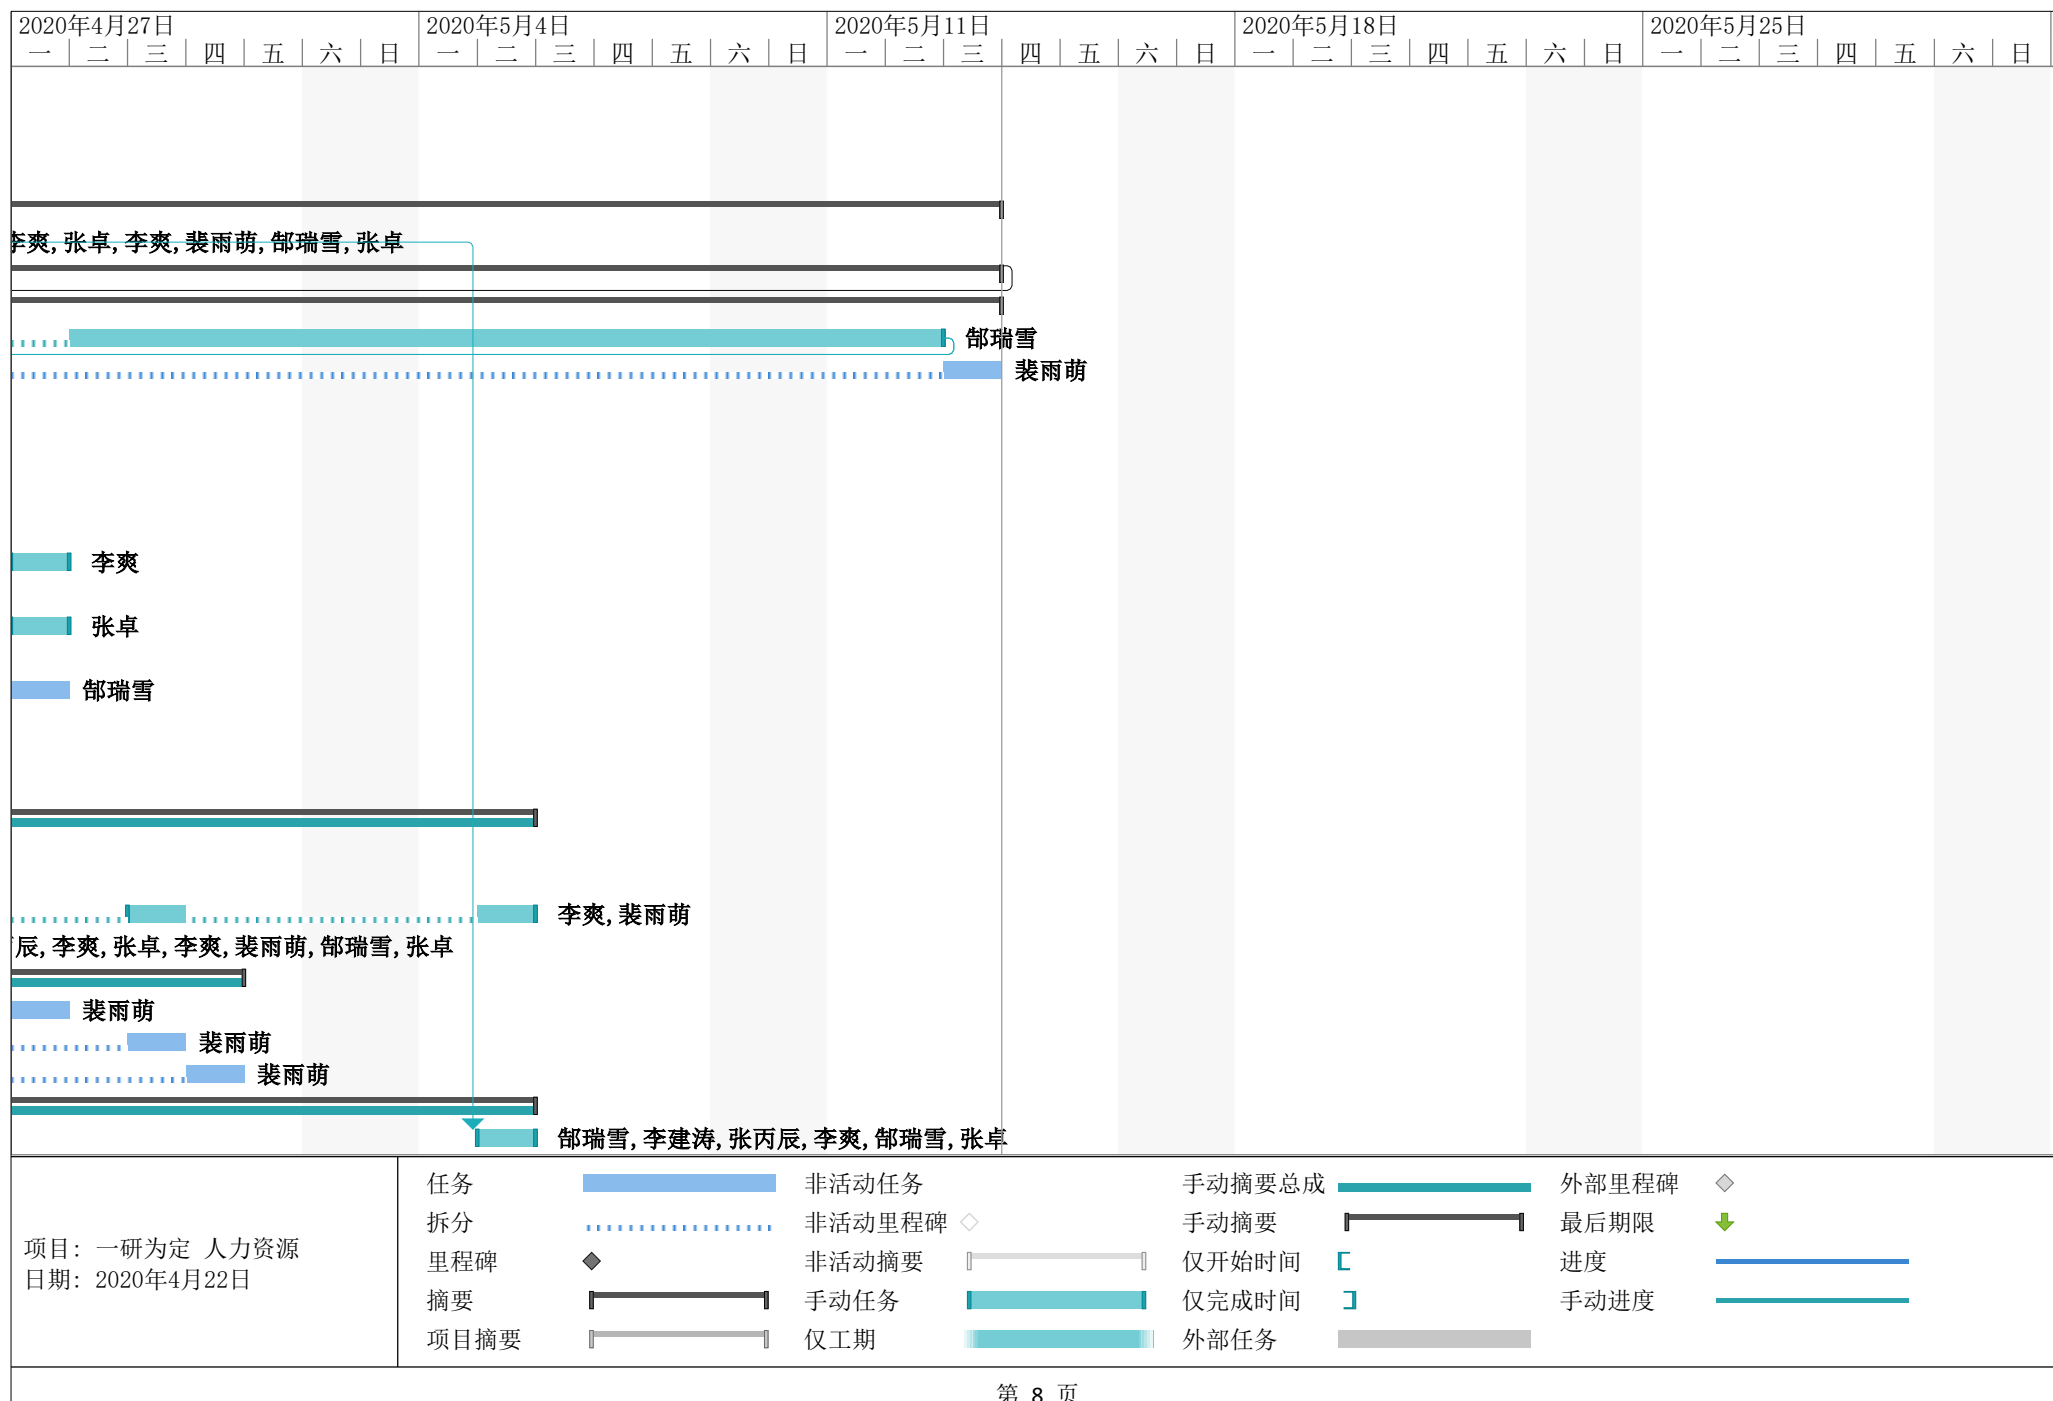 2020年4月27日 2020年5月4日 2020年5月11日 2020年5月18日 2020年5月25日
一 二 三 四 五 六 日 一 二 三 四 五 六 日 一 二 三 四 五 六 日 一 二 三 四 五 六 日 一 二 三 四 五 六 日
李爽,张卓,李爽,裴雨萌,郜瑞雪,张卓
郜瑞雪
裴雨萌
李爽
张卓
郜瑞雪
李爽,裴雨萌
辰,李爽,张卓,李爽,裴雨萌,郜瑞雪,张卓
裴雨萌
裴雨萌
裴雨萌
郜瑞雪,李建涛,张丙辰,李爽,郜瑞雪,张卓
项目: 一研为定 人力资源
日期: 2020年4月22日
任务 非活动任务 手动摘要总成 外部里程碑
拆分 非活动里程碑 手动摘要 最后期限
里程碑 非活动摘要 仅开始时间 进度
摘要 手动任务 仅完成时间 手动进度
项目摘要 仅工期 外部任务
第 8 页